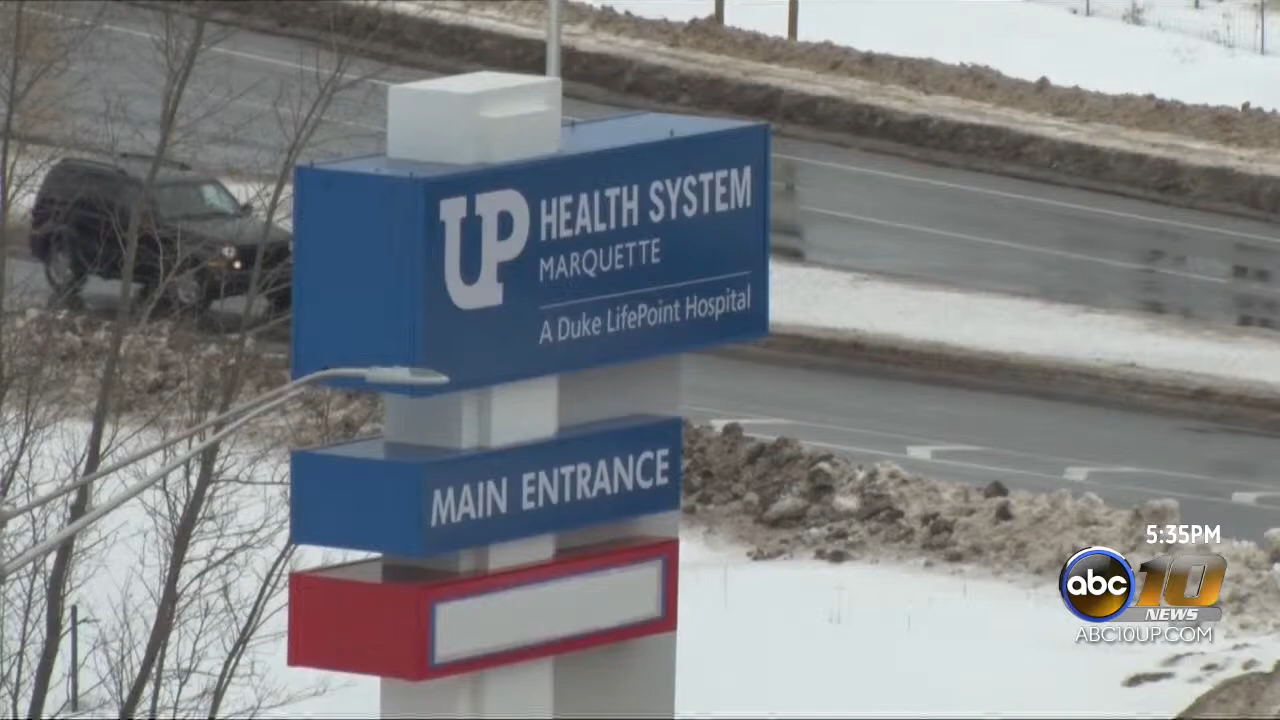 UP HEALTH SYSTEM
MARQUETTE
A Duke LifePoint Hospital
MAIN ENTRANCE
5:35PM
abc 10
NEWS
ABC10UP.COM